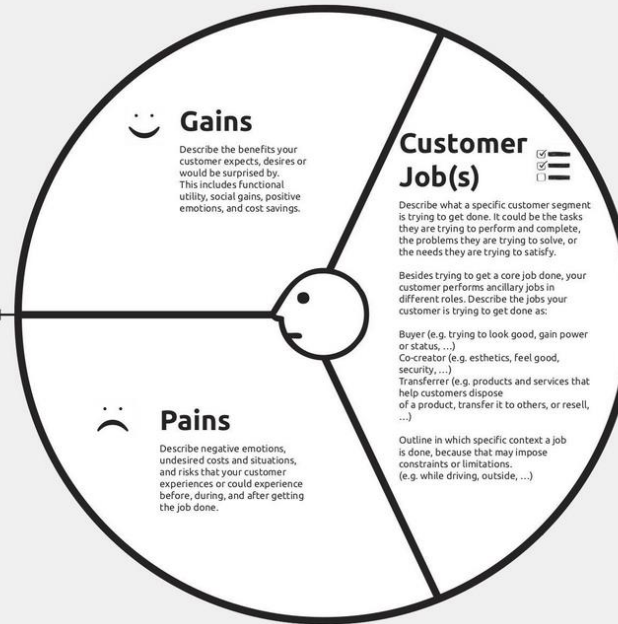 Gains
Describe the benefits your
customer expects, desires or
would be surprised by.
This includes functional
utility, social gains, positive
emotions, and cost savings.
Customer
Job(s)
Describe what a specific customer segment
is trying to get done. It could be the tasks
they are trying to perform and complete,
the problems they are trying to solve, or
the needs they are trying to satisfy.
Besides trying to get a core job done, your
customer performs ancillary jobs in
different roles. Describe the jobs your
customer is trying to get done as:
Buyer (e.g. trying to look good, gain power
or status, ...)
Co-creator (e.g. esthetics, feel good,
security, ...)
Transferrer (e.g. products and services that
help customers dispose
of a product, transfer it to others, or resell,
...)
Outline in which specific context a job
is done, because that may impose
constraints or limitations.
(e.g. while driving, outside, ...)
Pains
Describe negative emotions,
undesired costs and situations,
and risks that your customer
experiences or could experience
before, during, and after getting
the job done.